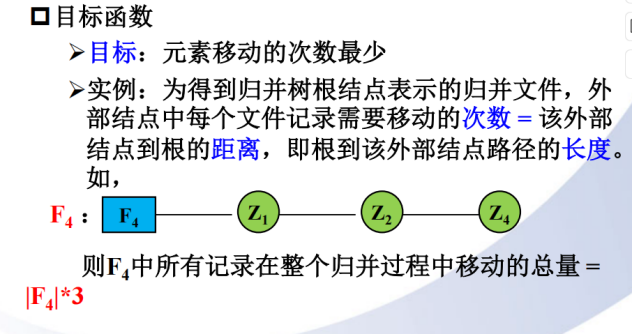 目标函数
目标：元素移动的次数最少
实例：为得到归并树根结点表示的归并文件，外
部结点中每个文件记录需要移动的次数 = 该外部
结点到根的距离，即根到该外部结点路径的长度。
如，
F₄： F₄ Z₁ Z₂ Z₄
则F₄中所有记录在整个归并过程中移动的总量 =
|F₄|*3